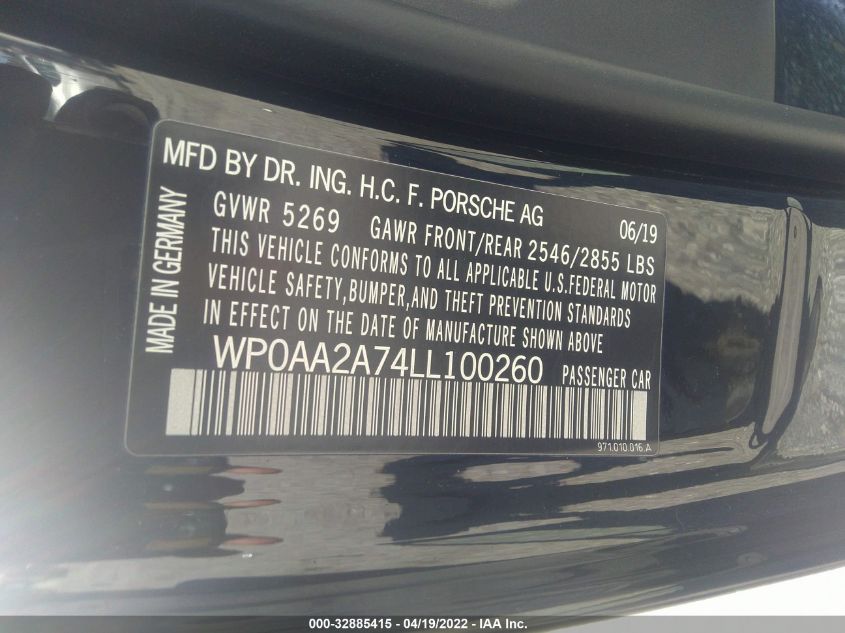 MFD BY DR. ING. H.C. F. PORSCHE AG
06/19
MADE IN GERMANY
GVWR 5269 GAWR FRONT/REAR 2546/2855 LBS
THIS VEHICLE CONFORMS TO ALL APPLICABLE U.S.FEDERAL MOTOR
VEHICLE SAFETY,BUMPER,AND THEFT PREVENTION STANDARDS
IN EFFECT ON THE DATE OF MANUFACTURE SHOWN ABOVE
WP0AA2A74LL100260 PASSENGER CAR
971.010.016.A
000-32885415 - 04/19/2022 - IAA Inc.